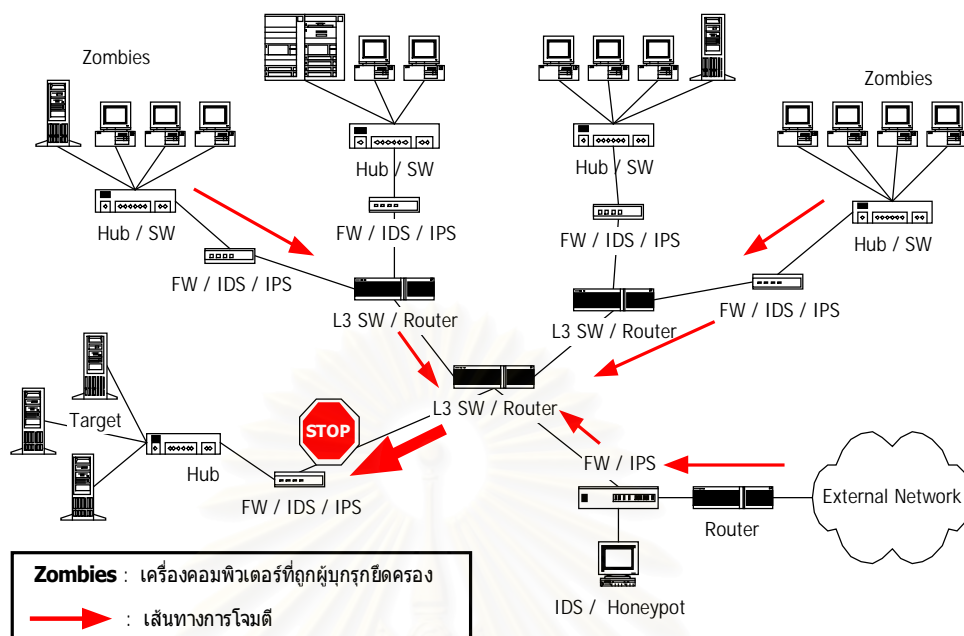 Zombies
Zombies
Hub / SW
Hub / SW
Hub / SW
Hub / SW
FW / IDS / IPS
FW / IDS / IPS
FW / IDS / IPS
FW / IDS / IPS
L3 SW / Router
L3 SW / Router
L3 SW / Router
Target
STOP
Hub
FW / IDS / IPS
FW / IPS
External Network
Router
IDS / Honeypot
Zombies : เครื่องคอมพิวเตอร์ที่ถูกผู้บุกรุกยึดครอง
: เส้นทางการโจมตี